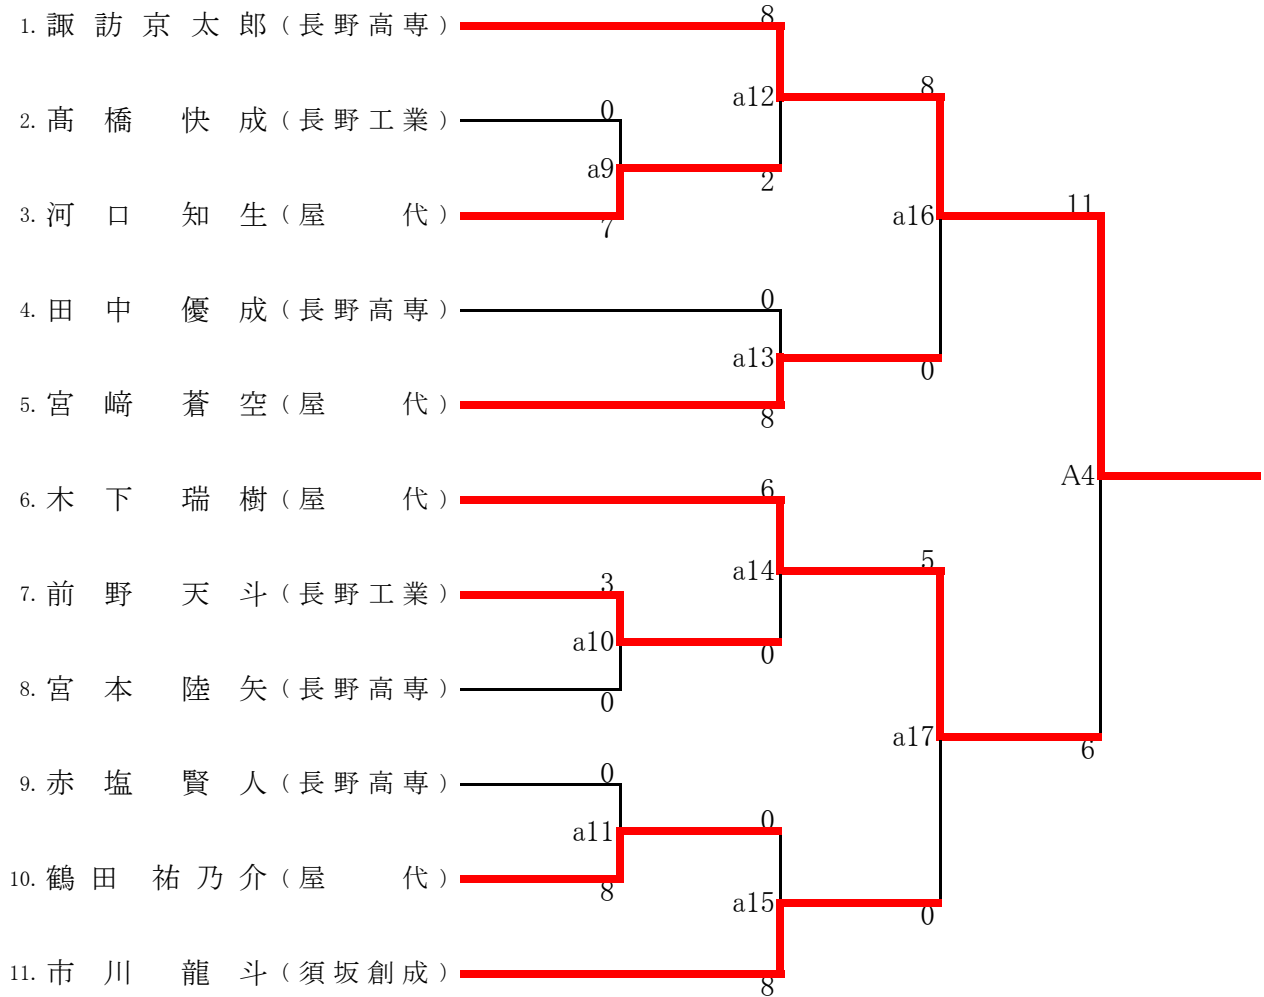 8
1. 諏訪京太郎(長野高専)
a12
8
0
2. 髙橋 快成(長野工業)
a9
2
11
3. 河口 知生(屋 代)
7
a16
0
4. 田中 優成(長野高専)
a13
0
5. 宮﨑 蒼空(屋 代)
8
A4
6
6. 木下 瑞樹(屋 代)
a14
5
3
7. 前野 天斗(長野工業)
a10
0
8. 宮本 陸矢(長野高専)
0
a17
6
0
9. 赤塩 賢人(長野高専)
a11
0
10. 鶴田 祐乃介(屋 代)
8
a15
0
11. 市川 龍斗(須坂創成)
8